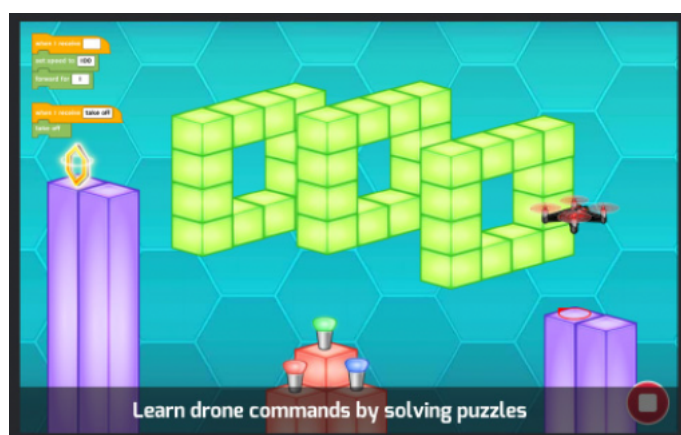 when I receive
set speed to 100
forward for 1
when I receive take off
take off
Learn drone commands by solving puzzles